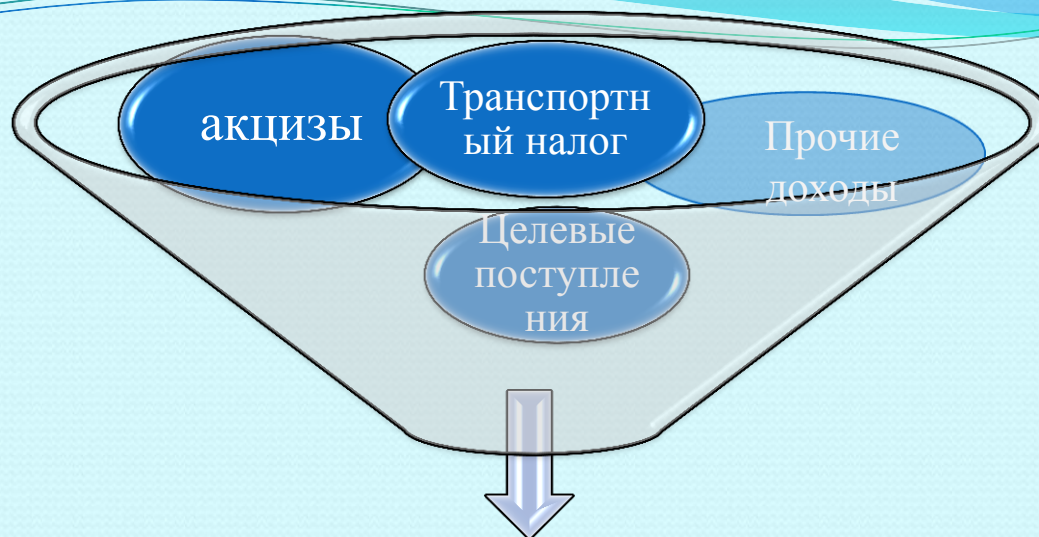 акцизы
Транспортн
ый налог
Прочие
доходы
Целевые
поступле
ния